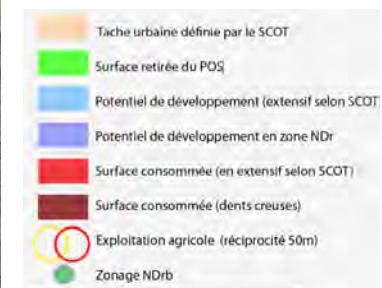 Tache urbaine définie par le SCOT
Surface retirée du POS
Potentiel de développement (extensif selon SCOT)
Potentiel de développement en zone NDr
Surface consommée (en extensif selon SCOT)
Surface consommée (dents creuses)
Exploitation agricole (réciprocité 50m)
Zonage NDrb